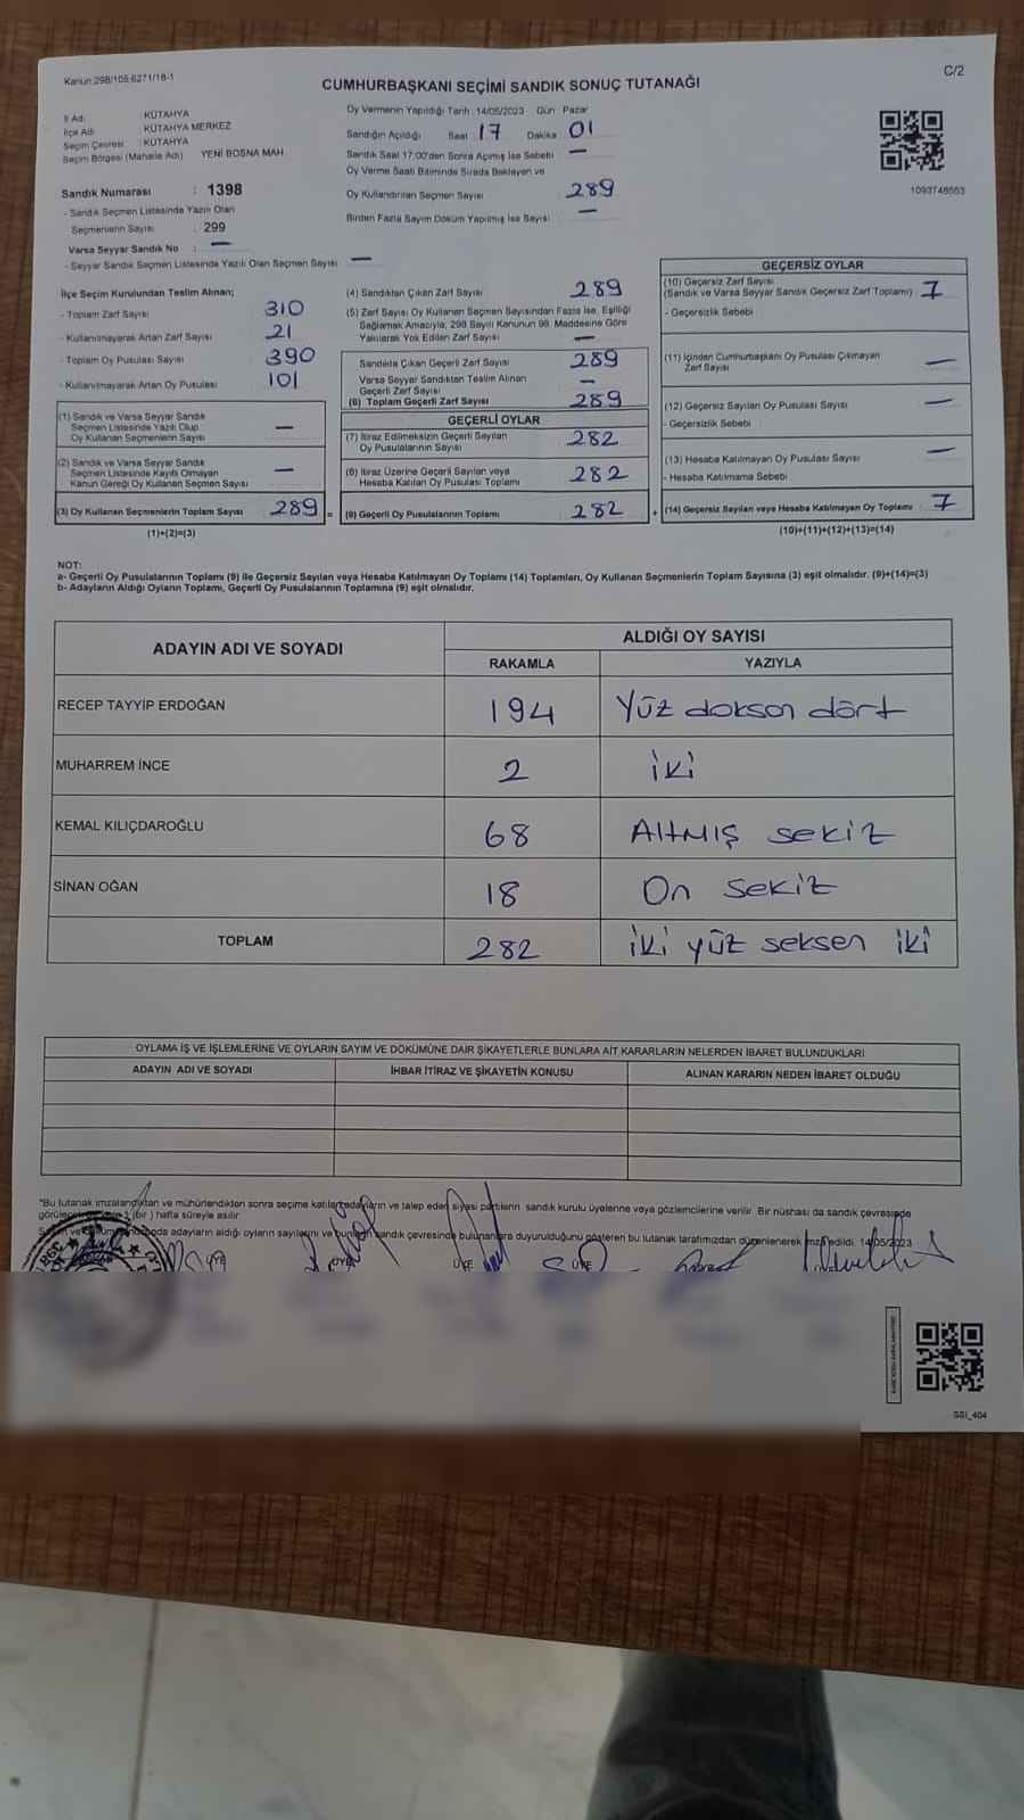 Kanun:298/105-6271/18-1
C/2
CUMHURBAŞKANI SEÇİMİ SANDIK SONUÇ TUTANAĞI
İl Adı : KÜTAHYA
İlçe Adı : KÜTAHYA MERKEZ
Seçim Çevresi : KÜTAHYA
Seçim Bölgesi (Mahalle Adı) YENİ BOSNA MAH
Sandık Numarası : 1398
- Sandık Seçmen Listesinde Yazılı Olan
Seçmenlerin Sayısı : 299
Varsa Seyyar Sandık No : —
- Seyyar Sandık Seçmen Listesinde Yazılı Olan Seçmen Sayısı —
Oy Vermenin Yapıldığı Tarih : 14/05/2023 Gün : Pazar
Sandığın Açıldığı Saat : 17 Dakika 01
Sandık Saat 17:00'den Sonra Açılmış İse Sebebi —
Oy Verme Saati Bitiminde Sırada Bekleyen ve
Oy Kullandırılan Seçmen Sayısı 289
Birden Fazla Sayım Döküm Yapılmış İse Sayısı —
1093748663
İlçe Seçim Kurulundan Teslim Alınan;
- Toplam Zarf Sayısı 310
- Kullanılmayarak Artan Zarf Sayısı 21
- Toplam Oy Pusulası Sayısı 390
- Kullanılmayarak Artan Oy Pusulası 101
(1) Sandık ve Varsa Seyyar Sandık
Seçmen Listesinde Yazılı Olup
Oy Kullanan Seçmenlerin Sayısı —
(2) Sandık ve Varsa Seyyar Sandık
Seçmen Listesinde Kayıtlı Olmayan
Kanun Gereği Oy Kullanan Seçmen Sayısı —
(3) Oy Kullanan Seçmenlerin Toplam Sayısı 289 =
(1)+(2)=(3)
(4) Sandıktan Çıkan Zarf Sayısı 289
(5) Zarf Sayısı Oy Kullanan Seçmen Sayısından Fazla İse, Eşitliği
Sağlamak Amacıyla, 298 Sayılı Kanunun 98. Maddesine Göre
Yakılarak Yok Edilen Zarf Sayısı —
Sandıkta Çıkan Geçerli Zarf Sayısı 289
Varsa Seyyar Sandıktan Teslim Alınan
Geçerli Zarf Sayısı —
(6) Toplam Geçerli Zarf Sayısı 289
GEÇERLİ OYLAR
(7) İtiraz Edilmeksizin Geçerli Sayılan
Oy Pusulalarının Sayısı 282
(8) İtiraz Üzerine Geçerli Sayılan veya
Hesaba Katılan Oy Pusulası Toplamı 282
(9) Geçerli Oy Pusulalarının Toplamı 282 +
GEÇERSİZ OYLAR
(10) Geçersiz Zarf Sayısı
(Sandık ve Varsa Seyyar Sandık Geçersiz Zarf Toplamı) 7
- Geçersizlik Sebebi
(11) İçinden Cumhurbaşkanı Oy Pusulası Çıkmayan
Zarf Sayısı —
(12) Geçersiz Sayılan Oy Pusulası Sayısı —
- Geçersizlik Sebebi
(13) Hesaba Katılmayan Oy Pusulası Sayısı —
- Hesaba Katılmama Sebebi
(14) Geçersiz Sayılan veya Hesaba Katılmayan Oy Toplamı : 7
(10)+(11)+(12)+(13)=(14)
NOT:
a- Geçerli Oy Pusulalarının Toplamı (9) ile Geçersiz Sayılan veya Hesaba Katılmayan Oy Toplamı (14) Toplamları, Oy Kullanan Seçmenlerin Toplam Sayısına (3) eşit olmalıdır. (9)+(14)=(3)
b- Adayların Aldığı Oyların Toplamı, Geçerli Oy Pusulalarının Toplamına (9) eşit olmalıdır.
ADAYIN ADI VE SOYADI
ALDIĞI OY SAYISI
RAKAMLA YAZIYLA
RECEP TAYYİP ERDOĞAN 194 Yüz doksan dört
MUHARREM İNCE 2 iki
KEMAL KILIÇDAROĞLU 68 Altmış sekiz
SİNAN OĞAN 18 On sekiz
TOPLAM 282 iki yüz seksen iki
OYLAMA İŞ VE İŞLEMLERİNE VE OYLARIN SAYIM VE DÖKÜMÜNE DAİR ŞİKAYETLERLE BUNLARA AİT KARARLARIN NELERDEN İBARET BULUNDUKLARI
ADAYIN ADI VE SOYADI İHBAR İTİRAZ VE ŞİKAYETİN KONUSU ALINAN KARARIN NEDEN İBARET OLDUĞU
"Bu tutanak imzalandıktan ve mühürlendikten sonra seçime katılan adayların ve talep eden siyasi partilerin sandık kurulu üyelerine veya gözlemcilerine verilir. Bir nüshası da sandık çevresinde
(bir) hafta süreyle asılır.
adayların aldığı oyların sayılarını ve bunların sandık çevresinde bulunanlara duyurulduğunu gösteren bu tutanak tarafımızdan düzenlenerek imza edildi. 14/05/2023
ÜYE ÜYE
SSI_404